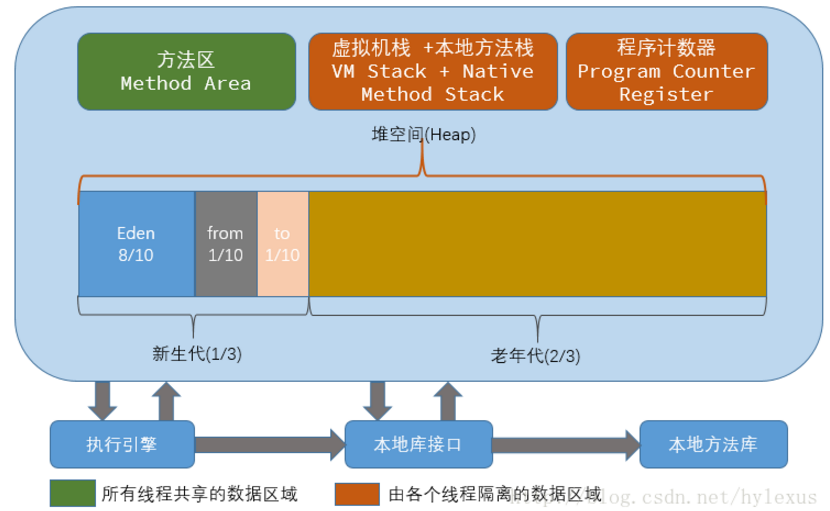 方法区
Method Area
虚拟机栈 +本地方法栈
VM Stack + Native
Method Stack
程序计数器
Program Counter
Register
堆空间(Heap)
Eden
8/10
from
1/10
to
1/10
新生代(1/3)
老年代(2/3)
执行引擎
本地库接口
本地方法库
所有线程共享的数据区域
由各个线程隔离的数据区域
http://blog.csdn.net/hylexus